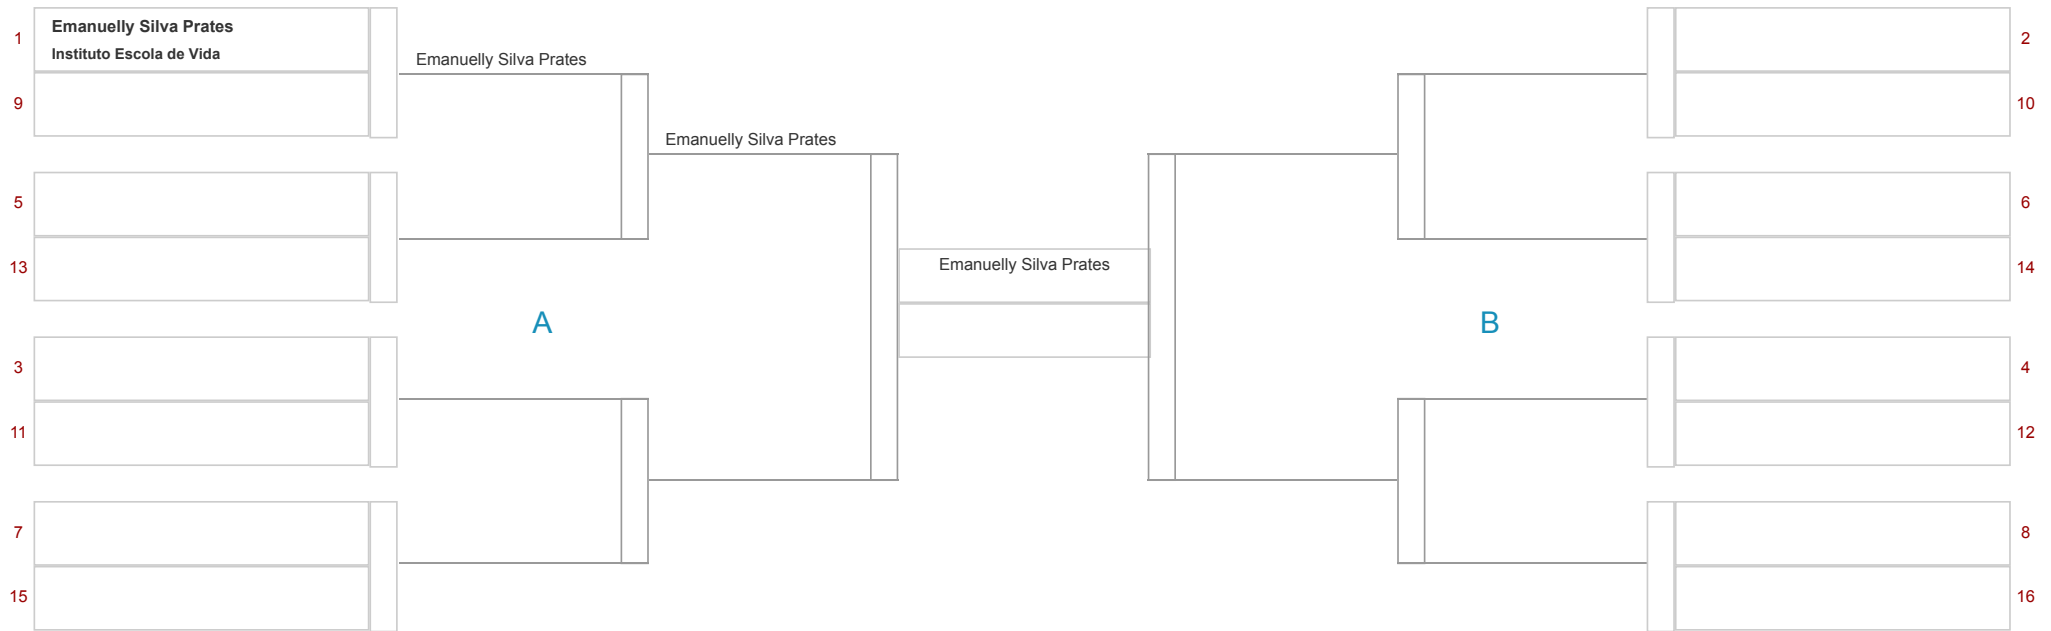 1
Emanuelly Silva Prates
Instituto Escola de Vida
9
5
13
3
11
7
15
Emanuelly Silva Prates
Emanuelly Silva Prates
A
Emanuelly Silva Prates
B
2
10
6
14
4
12
8
16